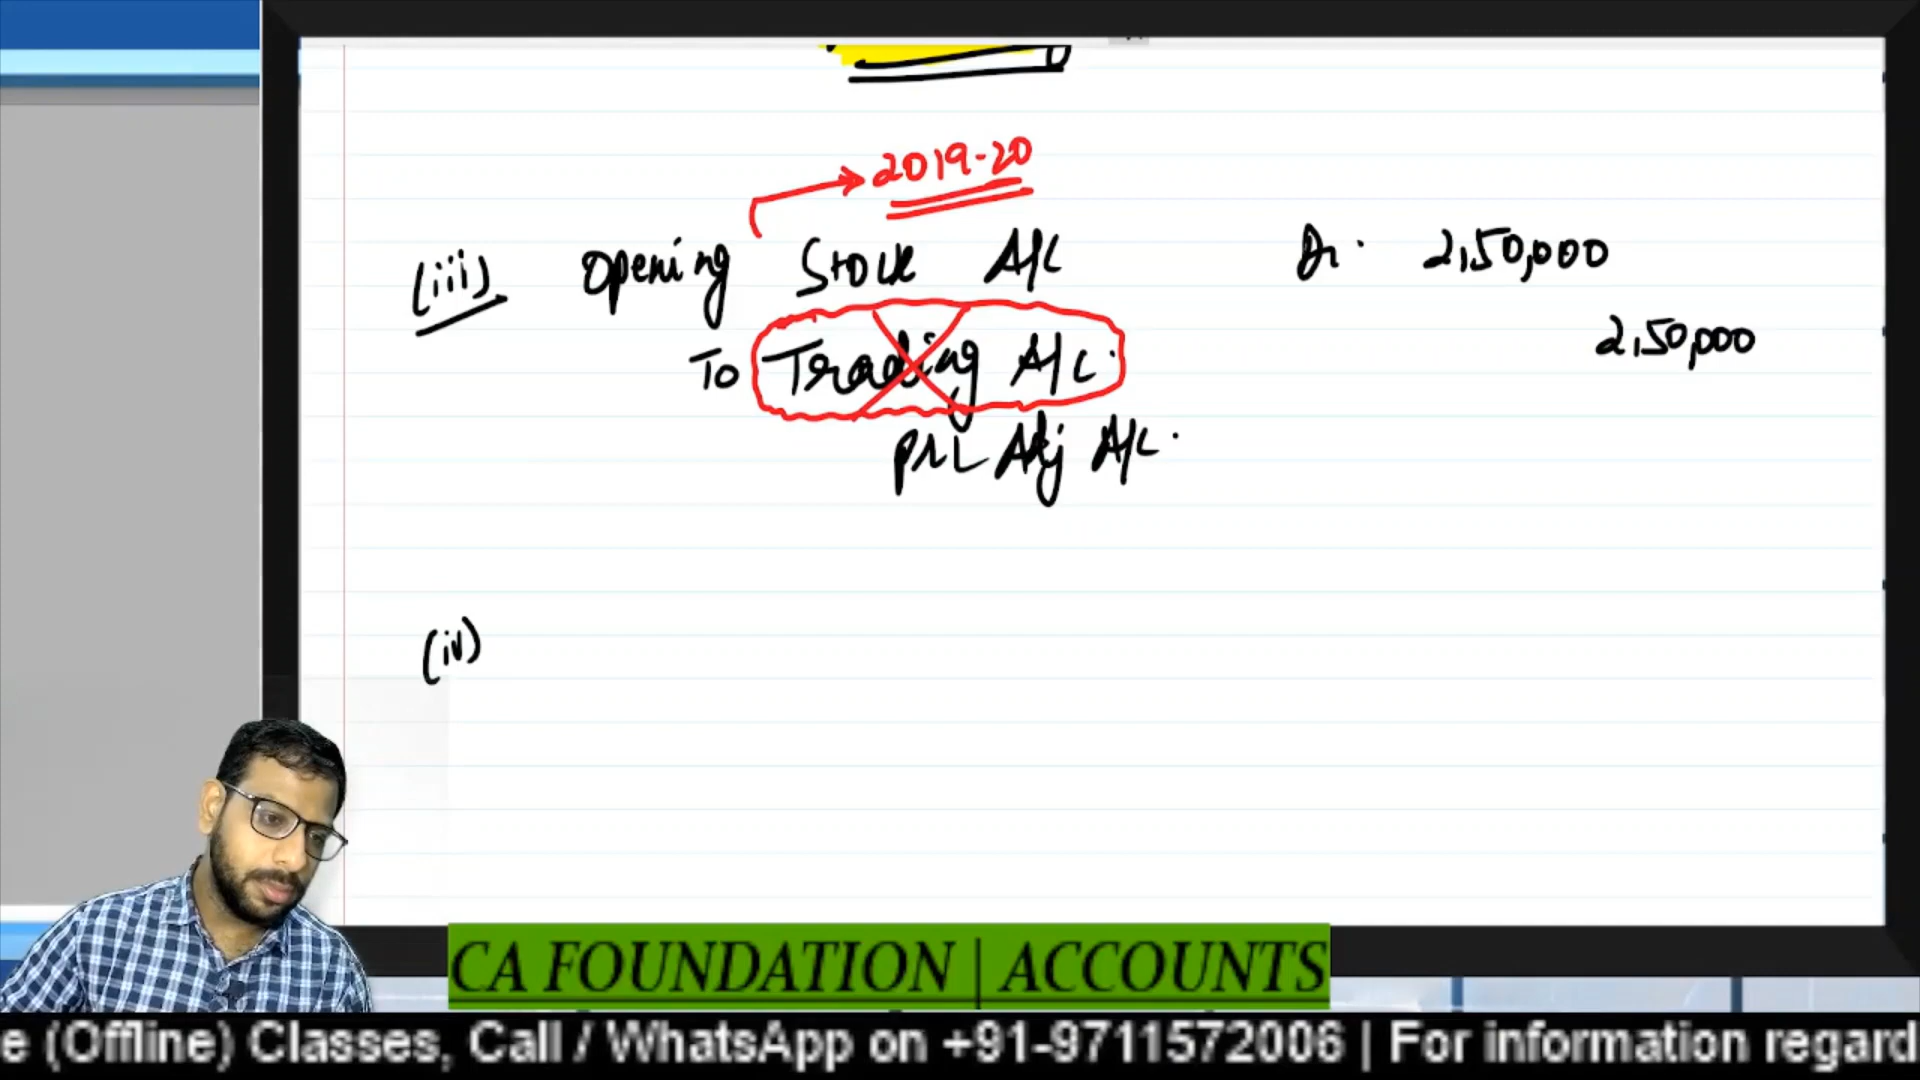 2019-20
(iii) Opening Stock A/C Dr. 2,50,000
To Trading A/C. 2,50,000
P&L Adj A/C.
(iv)
CA FOUNDATION | ACCOUNTS
e (Offline) Classes, Call / WhatsApp on +91-9711572006 | For information regard